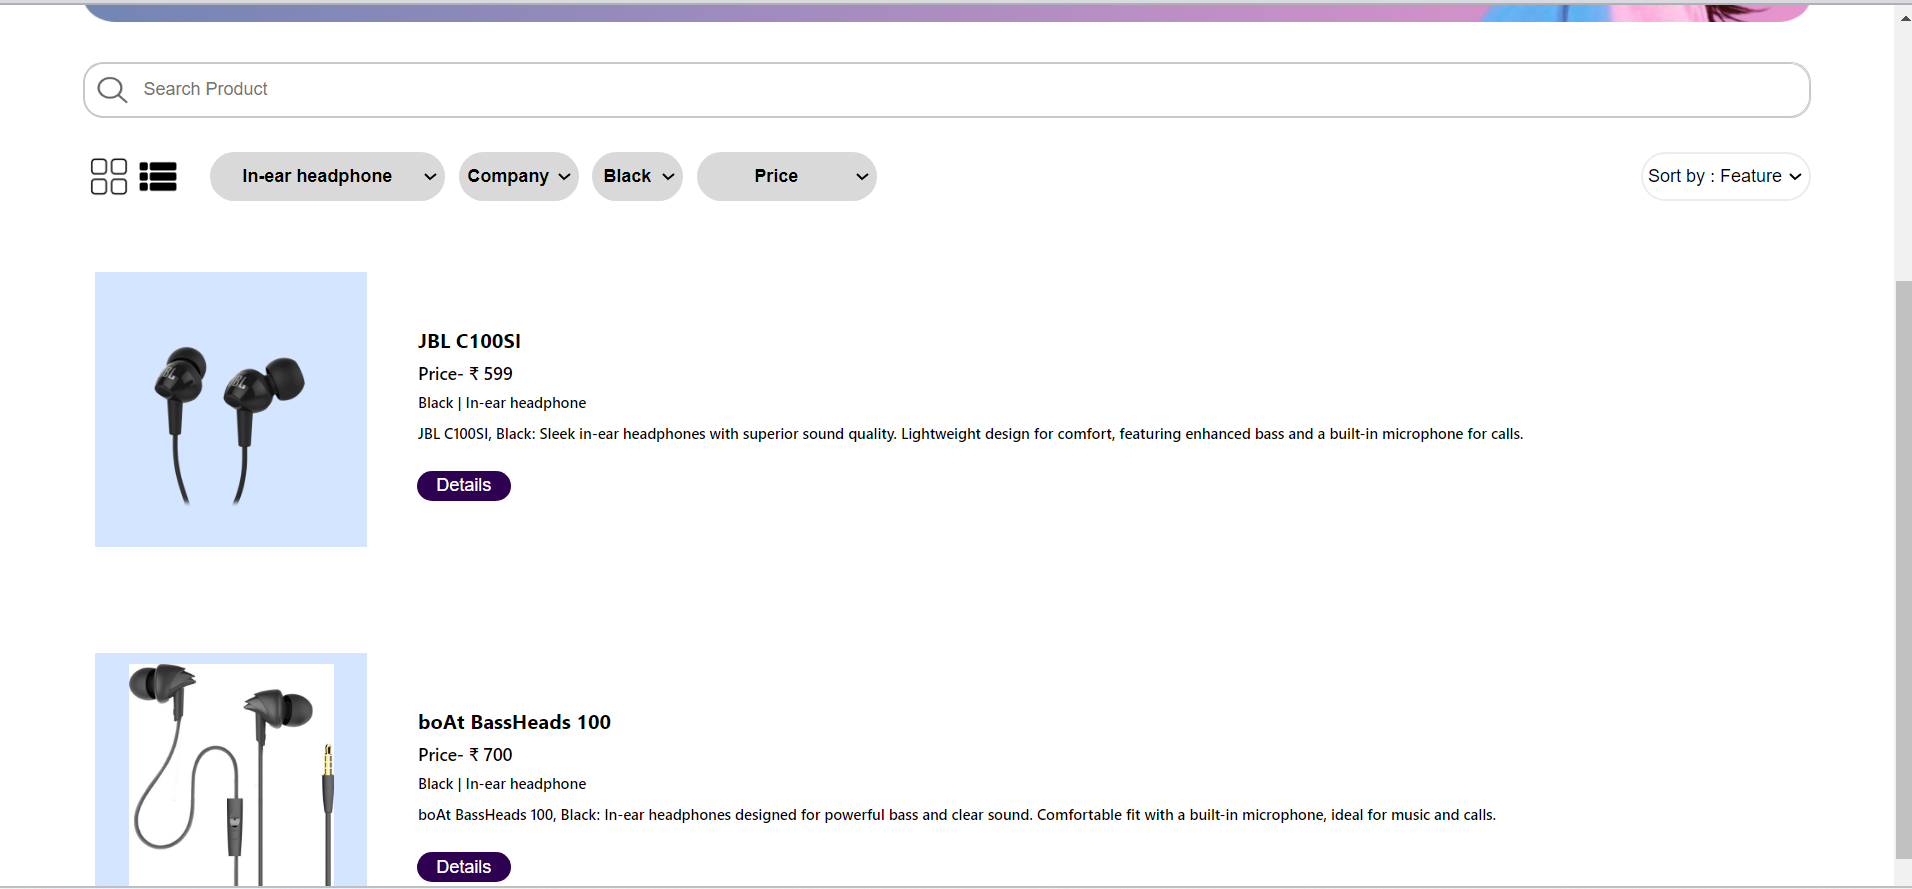 Search Product
In-ear headphone Company Black Price Sort by : Feature
JBL C100SI
Price- ₹ 599
Black | In-ear headphone
JBL C100SI, Black: Sleek in-ear headphones with superior sound quality. Lightweight design for comfort, featuring enhanced bass and a built-in microphone for calls.
Details
boAt BassHeads 100
Price- ₹ 700
Black | In-ear headphone
boAt BassHeads 100, Black: In-ear headphones designed for powerful bass and clear sound. Comfortable fit with a built-in microphone, ideal for music and calls.
Details